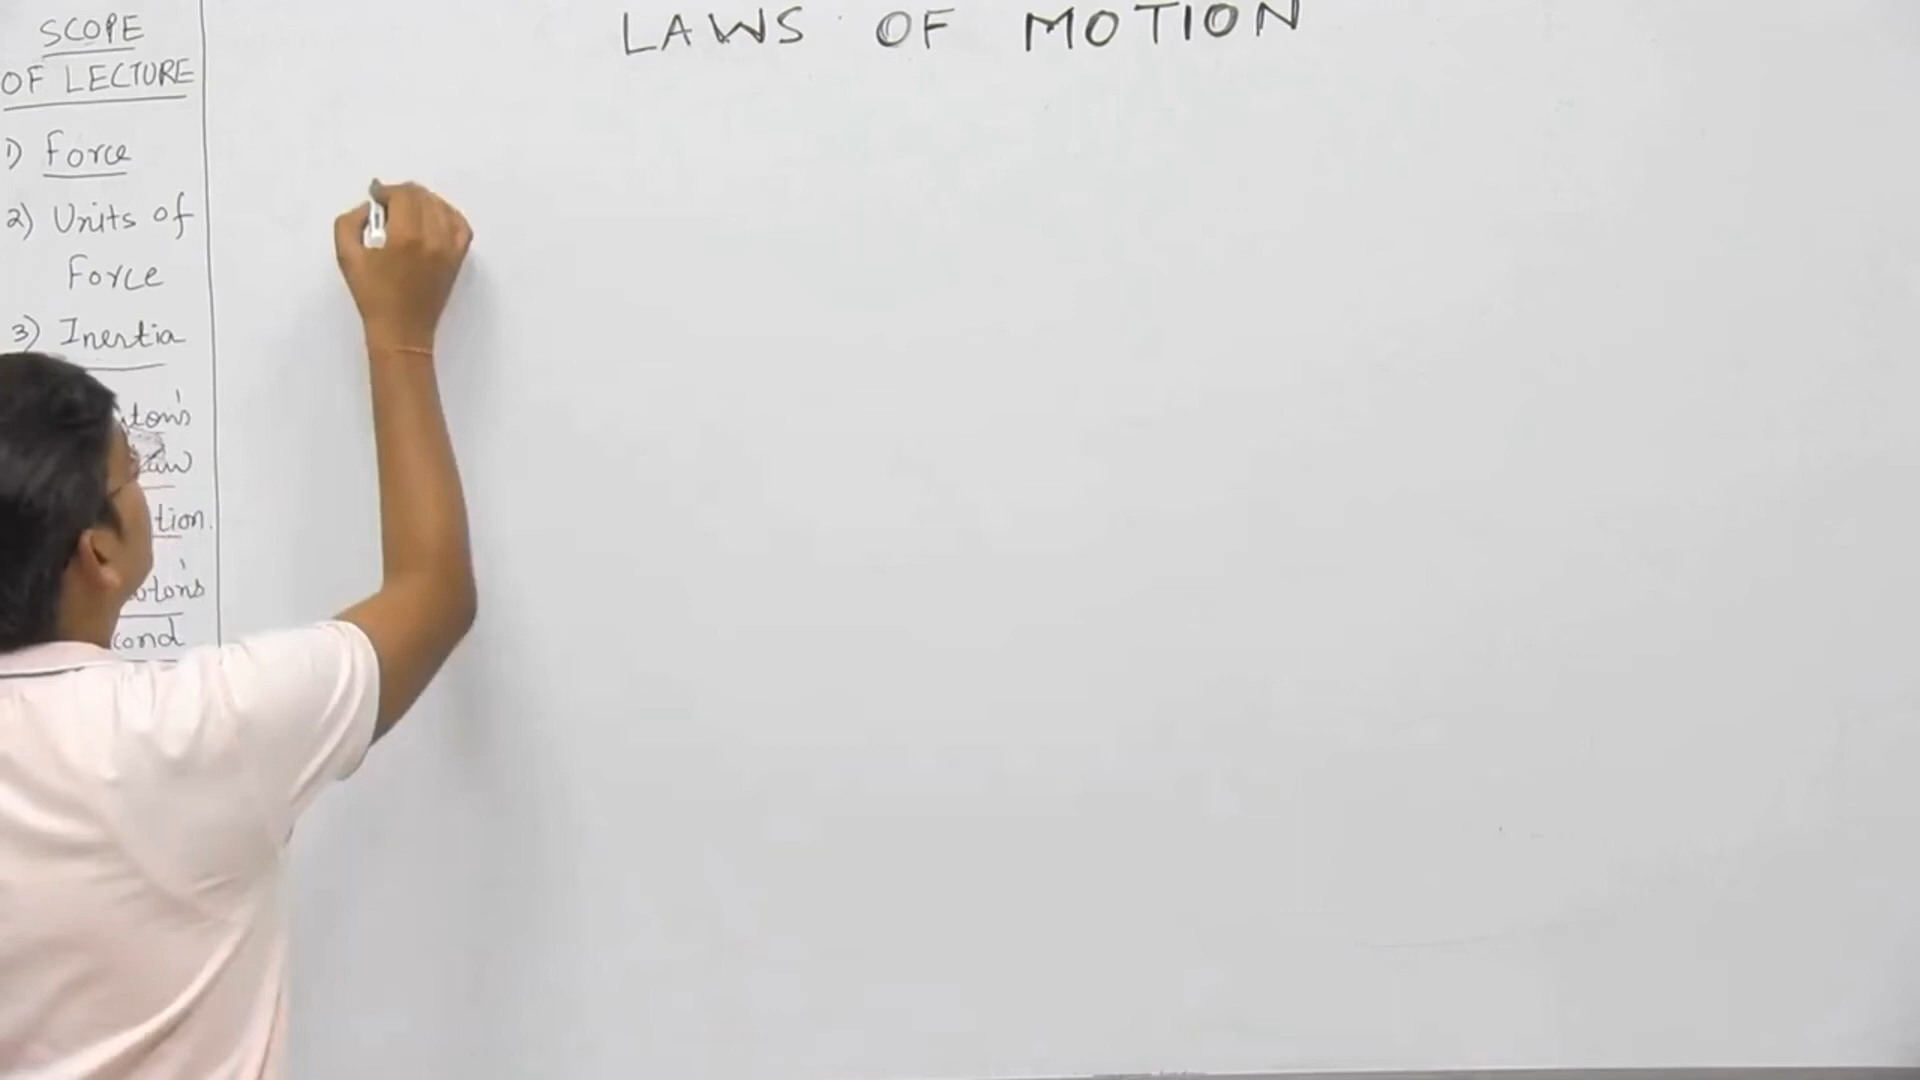 SCOPE
OF LECTURE
1) Force
2) Units of
Force
3) Inertia
LAWS OF MOTION